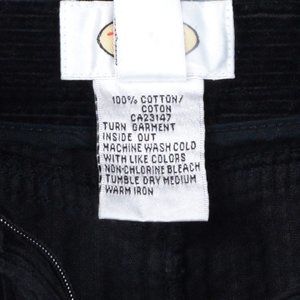 100% COTTON/
COTON
CA23147
TURN GARMENT
INSIDE OUT
MACHINE WASH COLD
WITH LIKE COLORS
NON-CHLORINE BLEACH
TUMBLE DRY MEDIUM
WARM IRON